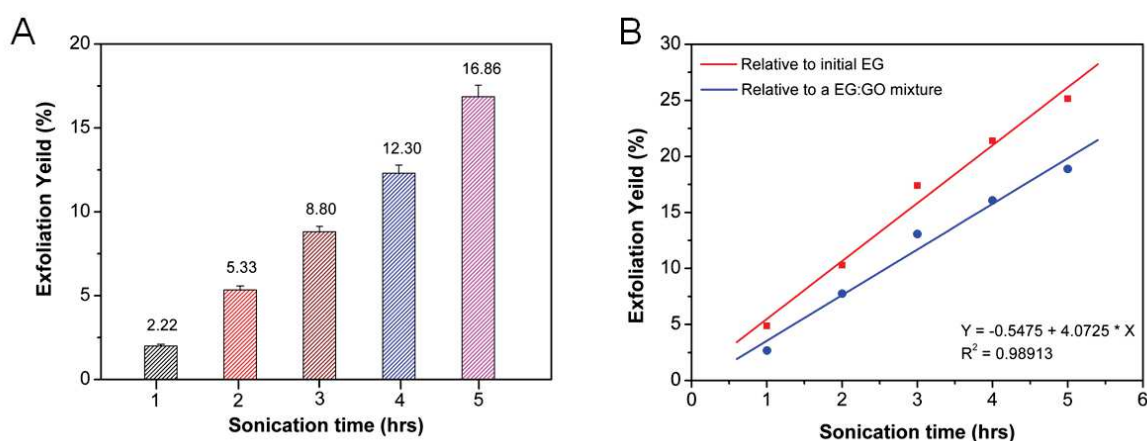 A
Exfoliation Yeild (%)
20
15
10
5
0
2.22
5.33
8.80
12.30
16.86
1 2 3 4 5
Sonication time (hrs)
B
Exfoliation Yeild (%)
30
25
20
15
10
5
0
Relative to initial EG
Relative to a EG:GO mixture
Y = -0.5475 + 4.0725 * X
R² = 0.98913
0 1 2 3 4 5 6
Sonication time (hrs)